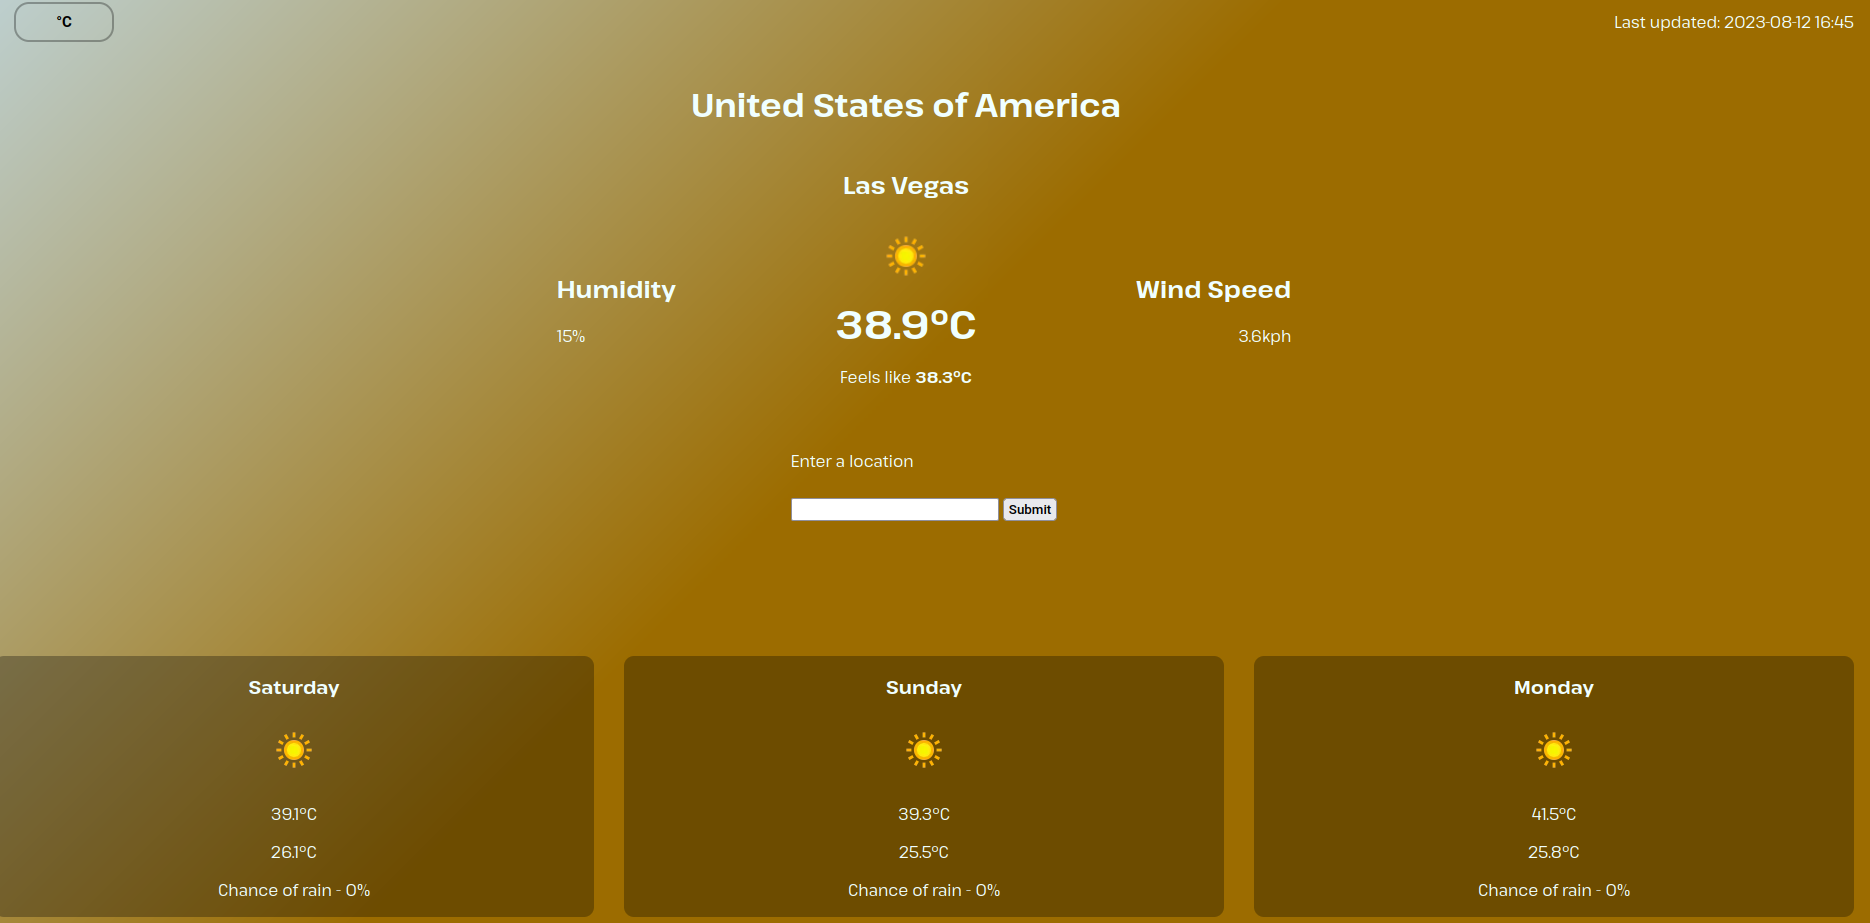 °C
Last updated: 2023-08-12 16:45
United States of America
Las Vegas
Humidity
15%
38.9°C
Feels like 38.3°C
Wind Speed
3.6kph
Enter a location
Submit
Saturday
39.1°C
26.1°C
Chance of rain - 0%
Sunday
39.3°C
25.5°C
Chance of rain - 0%
Monday
41.5°C
25.8°C
Chance of rain - 0%